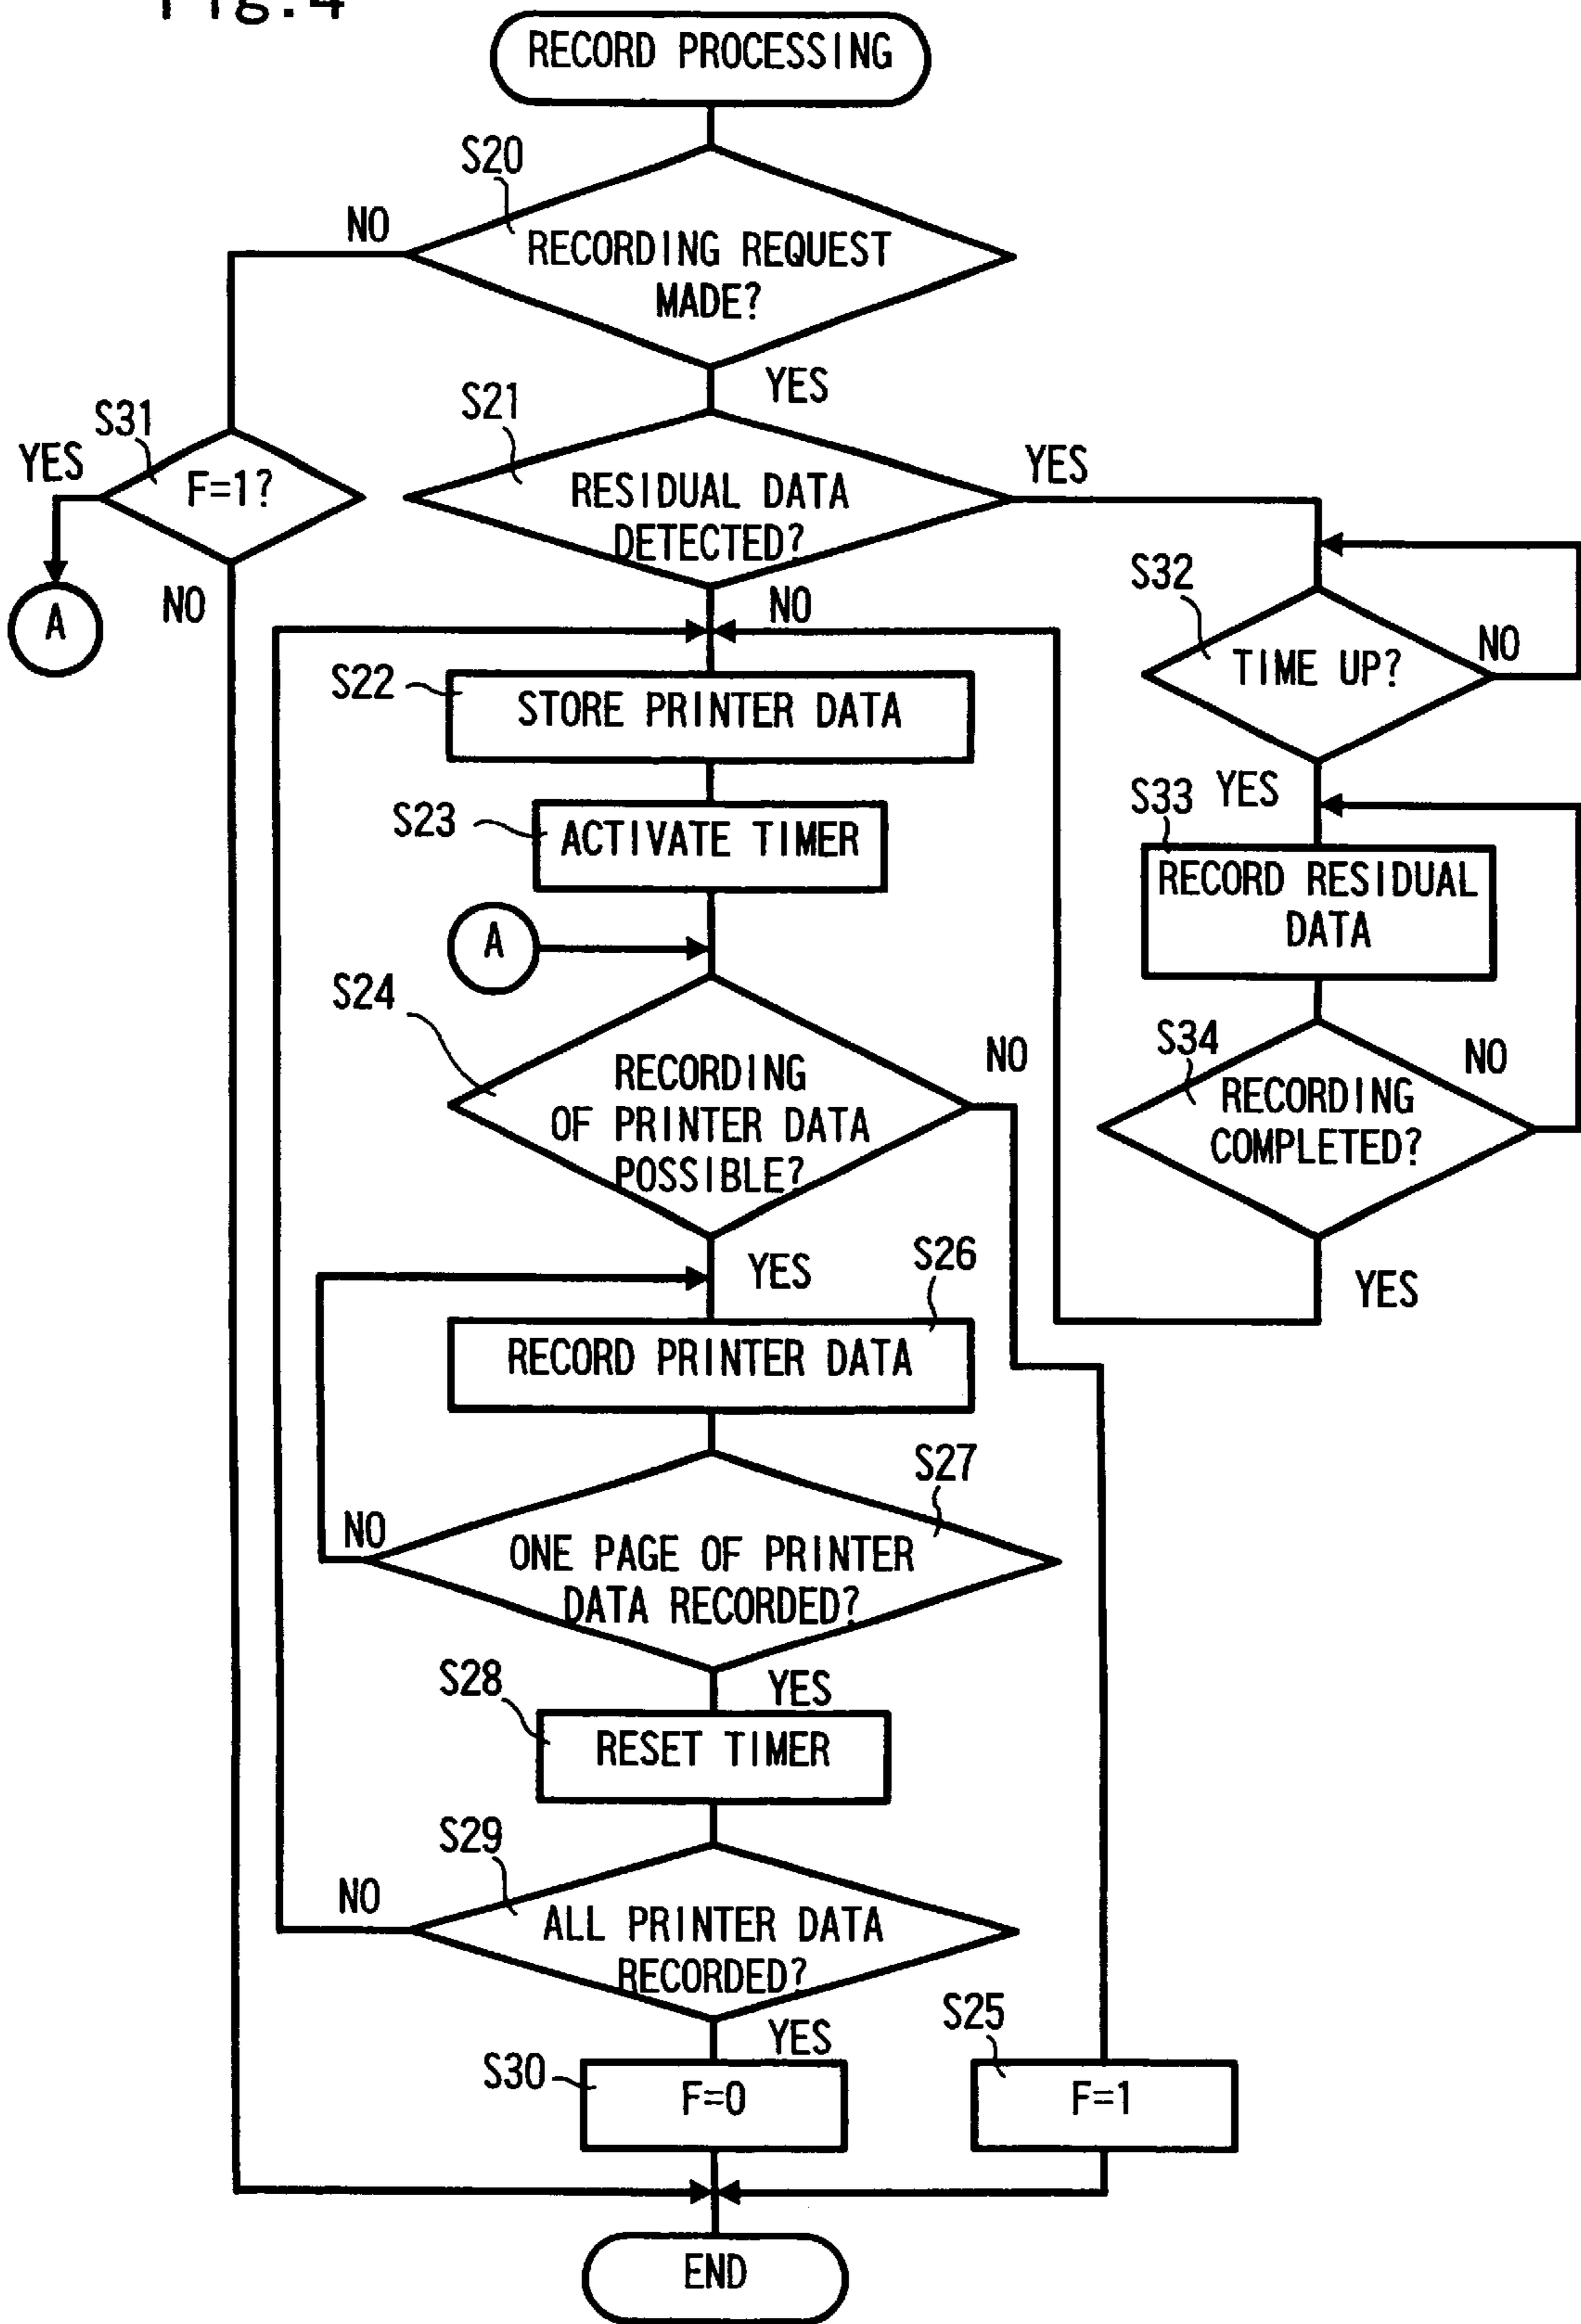 Fig.4
RECORD PROCESSING
S20
NO
RECORDING REQUEST
MADE?
YES
S21
S31
YES
F=1?
RESIDUAL DATA
DETECTED?
YES
A
NO
NO
S32
TIME UP?
NO
S22
STORE PRINTER DATA
S23
ACTIVATE TIMER
S33
YES
RECORD RESIDUAL
DATA
A
S24
RECORDING
OF PRINTER DATA
POSSIBLE?
NO
S34
RECORDING
COMPLETED?
NO
YES
YES
S26
RECORD PRINTER DATA
S27
NO
ONE PAGE OF PRINTER
DATA RECORDED?
S28
YES
RESET TIMER
S29
NO
ALL PRINTER DATA
RECORDED?
YES
S25
S30
F=0
F=1
END